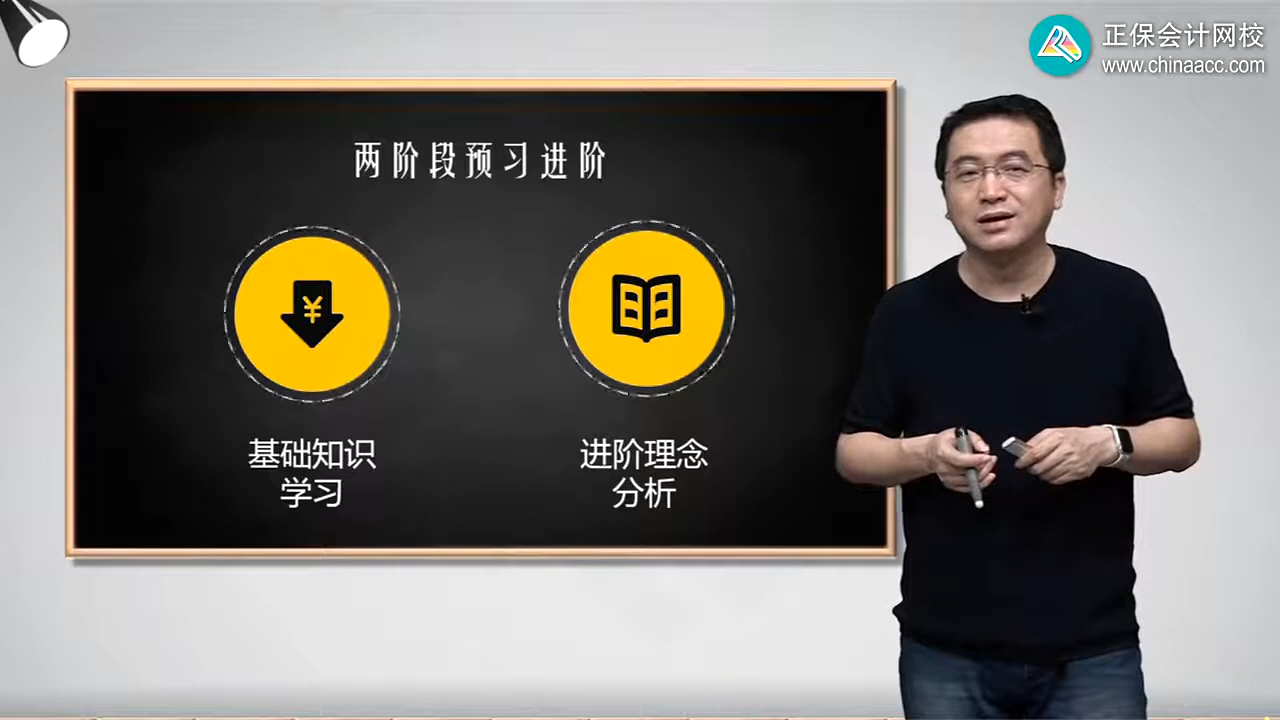 正保会计网校
www.chinaacc.com
两阶段预习进阶
¥
基础知识
学习
进阶理念
分析